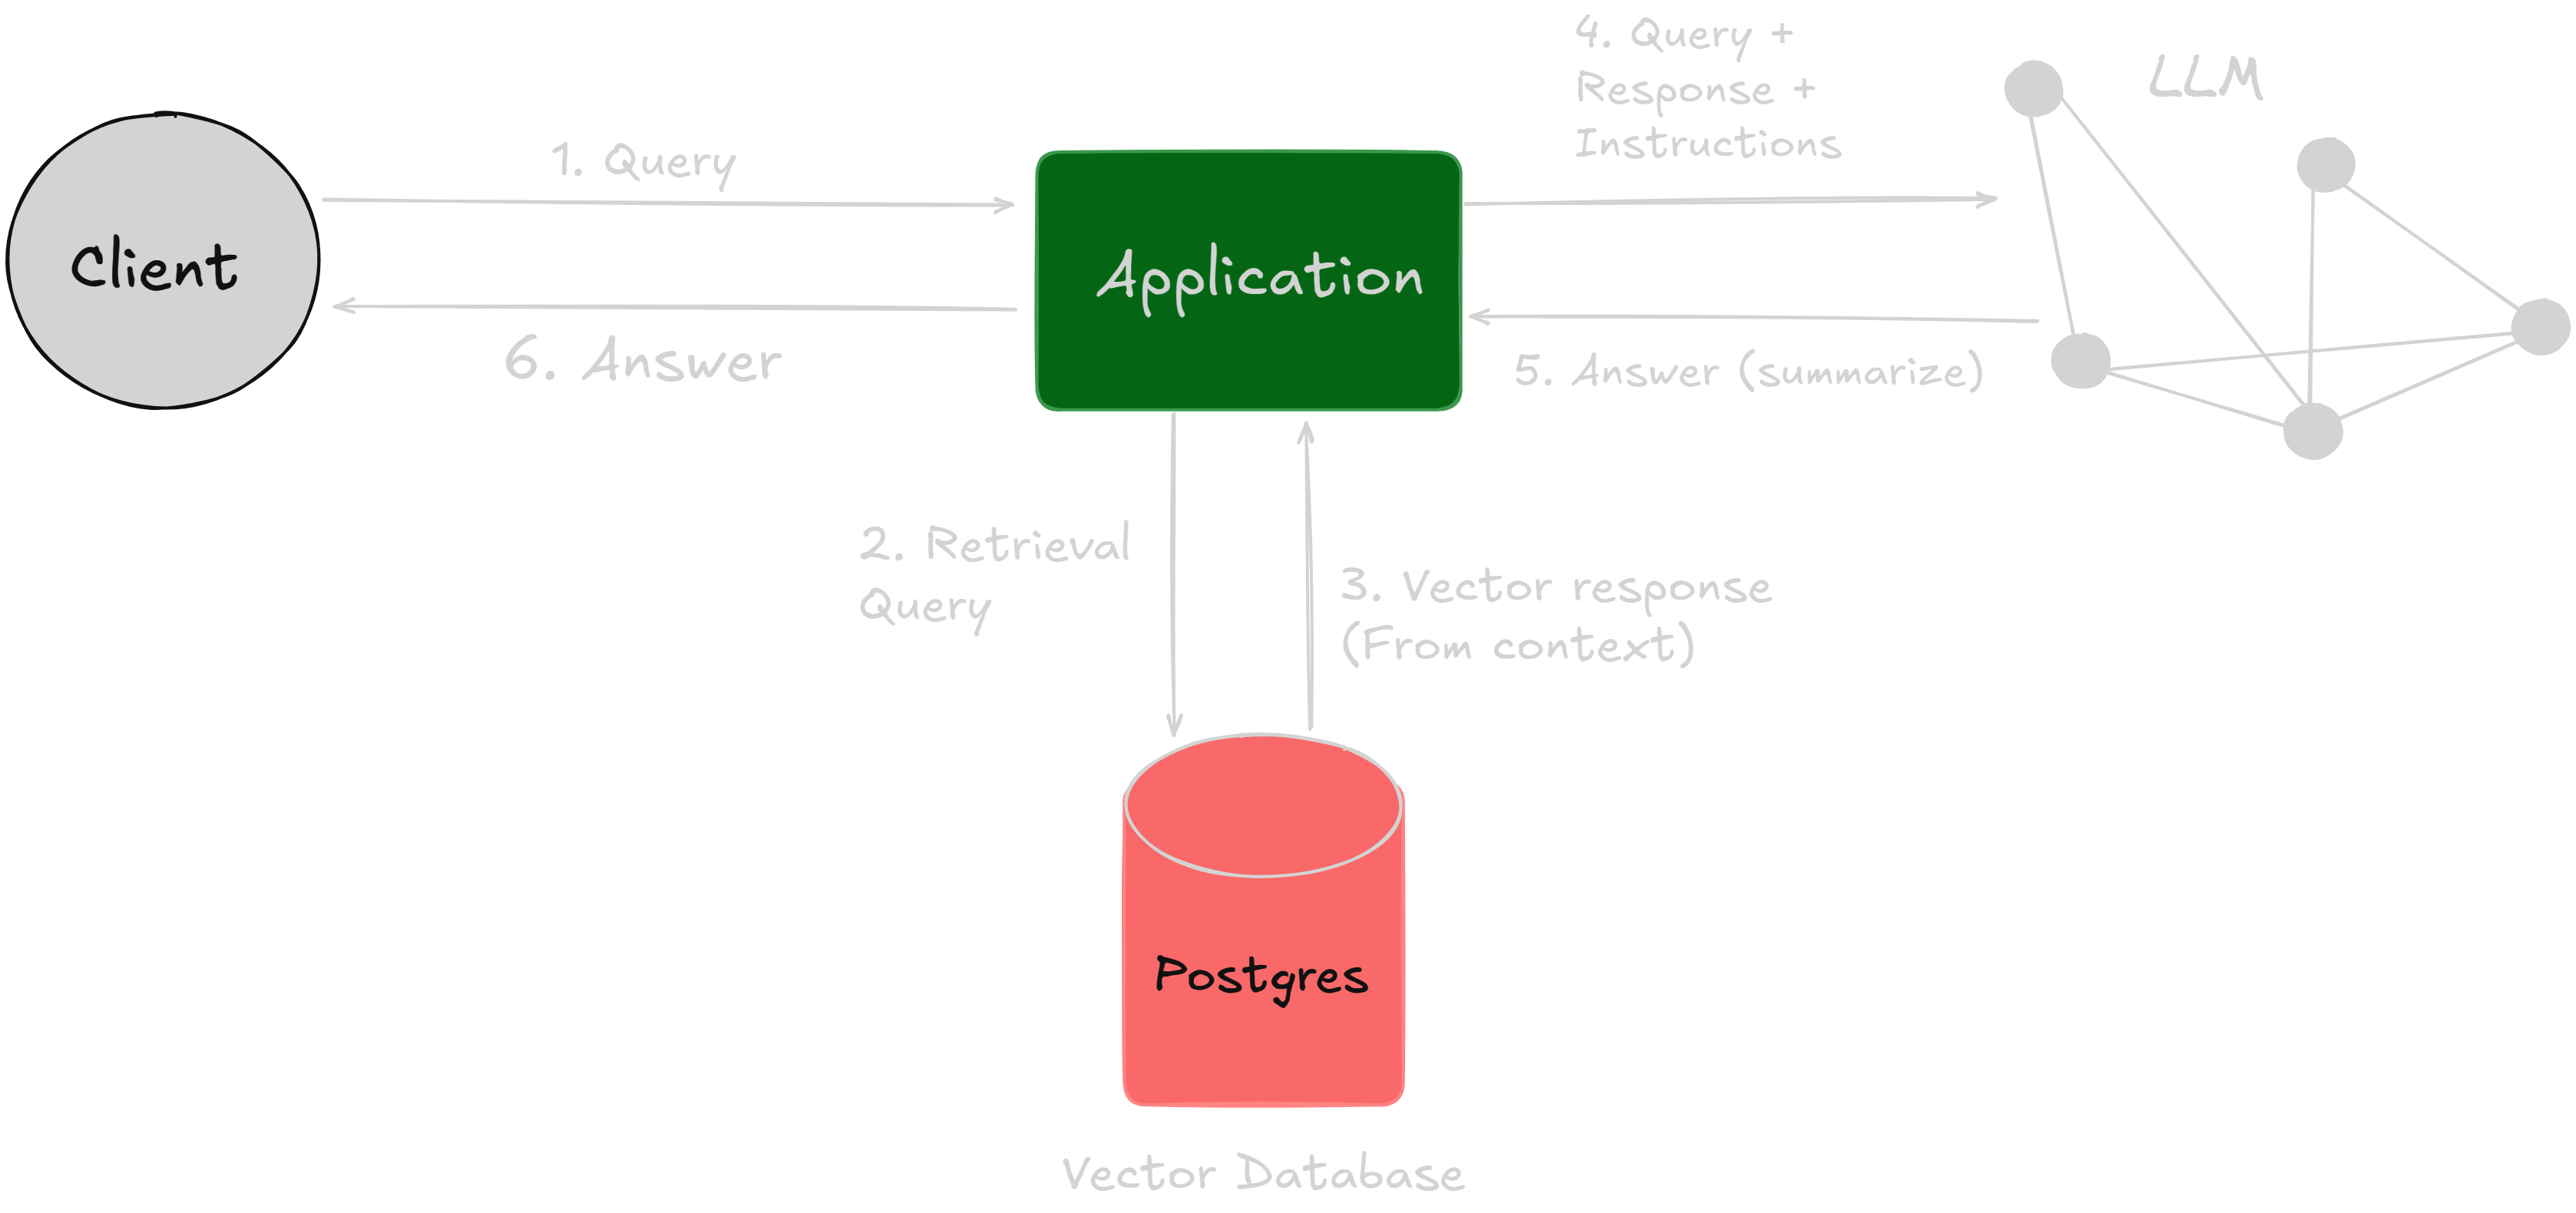 4. Query +
Response +
Instructions
LLM
1. Query
Client
Application
6. Answer
5. Answer (summarize)
2. Retrieval
Query
3. Vector response
(From context)
Postgres
Vector Database